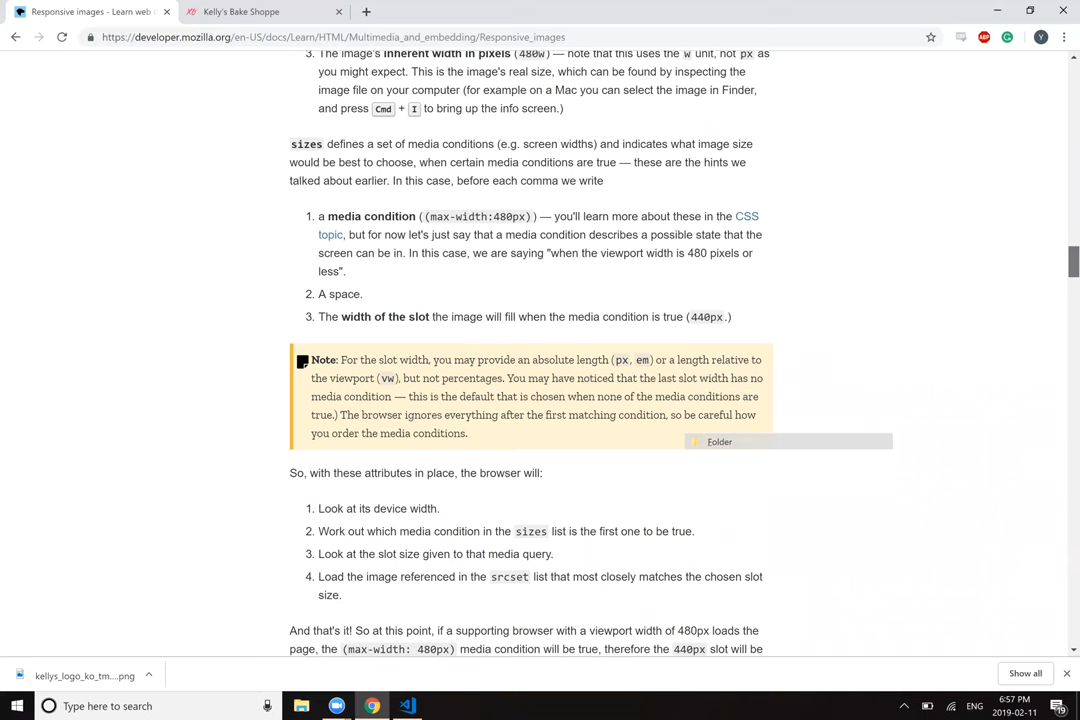 Responsive images - Learn web
Kelly's Bake Shoppe
https://developer.mozilla.org/en-US/docs/Learn/HTML/Multimedia_and_embedding/Responsive_images
ABP
Y
3. The image's inherent width in pixels (480w) — note that this uses the w unit, not px as
you might expect. This is the image's real size, which can be found by inspecting the
image file on your computer (for example on a Mac you can select the image in Finder,
and press Cmd + I to bring up the info screen.)
sizes defines a set of media conditions (e.g. screen widths) and indicates what image size
would be best to choose, when certain media conditions are true — these are the hints we
talked about earlier. In this case, before each comma we write
1. a media condition ((max-width:480px)) — you'll learn more about these in the CSS
topic, but for now let's just say that a media condition describes a possible state that the
screen can be in. In this case, we are saying "when the viewport width is 480 pixels or
less".
2. A space.
3. The width of the slot the image will fill when the media condition is true (440px.)
Note: For the slot width, you may provide an absolute length (px, em) or a length relative to
the viewport (vw), but not percentages. You may have noticed that the last slot width has no
media condition — this is the default that is chosen when none of the media conditions are
true.) The browser ignores everything after the first matching condition, so be careful how
you order the media conditions.
Folder
So, with these attributes in place, the browser will:
1. Look at its device width.
2. Work out which media condition in the sizes list is the first one to be true.
3. Look at the slot size given to that media query.
4. Load the image referenced in the srcset list that most closely matches the chosen slot
size.
And that's it! So at this point, if a supporting browser with a viewport width of 480px loads the
page, the (max-width: 480px) media condition will be true, therefore the 440px slot will be
kellys_logo_ko_tm....png
Show all
Type here to search
ENG
6:57 PM
2019-02-11
19